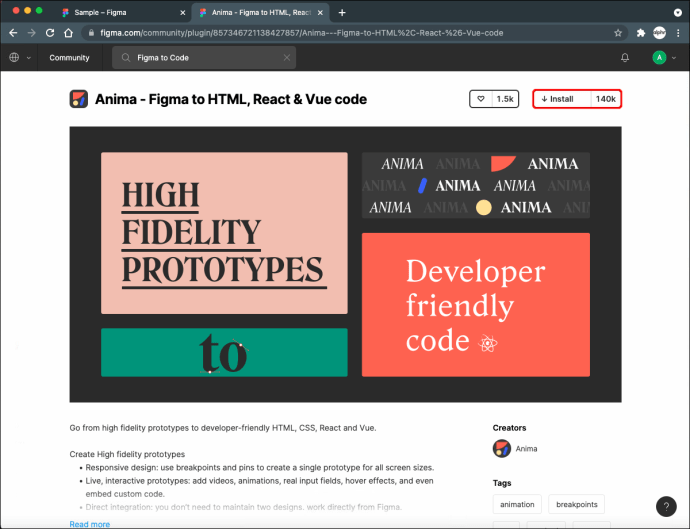 Sample – Figma
Anima - Figma to HTML, React
figma.com/community/plugin/857346721138427857/Anima---Figma-to-HTML%2C-React-%26-Vue-code
alphr
Community
Figma to Code
A
Anima - Figma to HTML, React & Vue code
1.5k
Install
140k
HIGH
FIDELITY
PROTOTYPES
ANIMA ANIMA ANIMA
ANIMA ANIMA ANIMA ANIM
ANIMA ANIMA ANIMA ANI
Developer
friendly
code
to
Go from high fidelity prototypes to developer-friendly HTML, CSS, React and Vue.
Create High fidelity prototypes
• Responsive design: use breakpoints and pins to create a single prototype for all screen sizes.
• Live, interactive prototypes: add videos, animations, real input fields, hover effects, and even
embed custom code.
• Direct integration: you don't need to maintain two designs, work directly from Figma.
Read more
Creators
Anima
Tags
animation
breakpoints
?